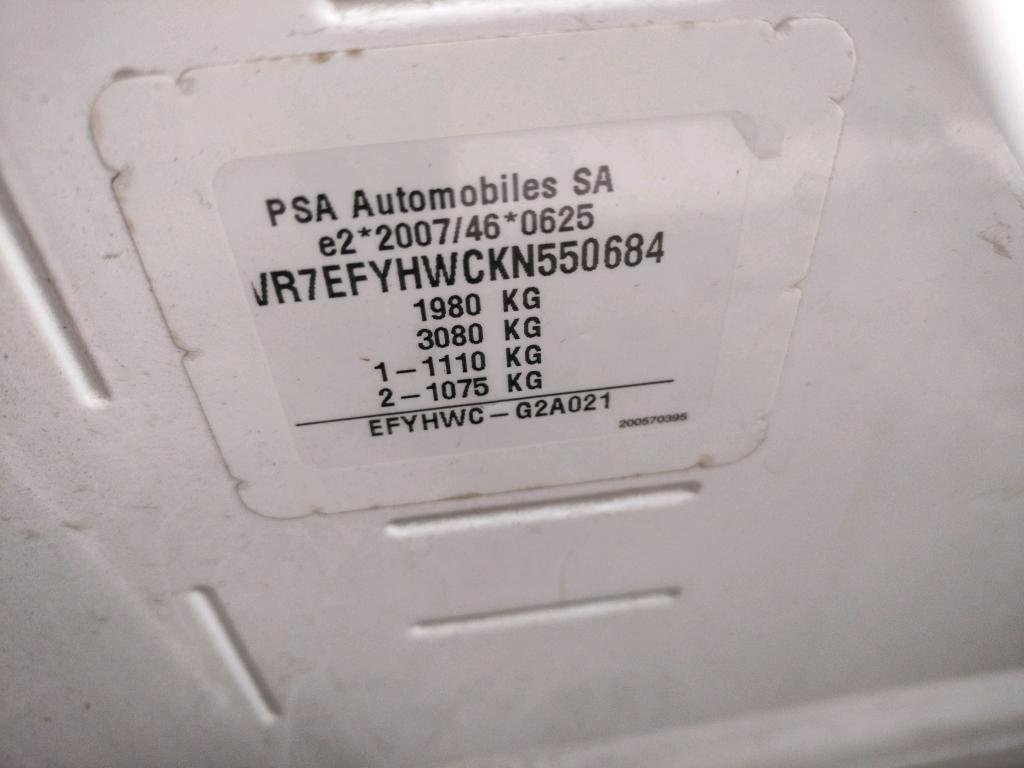 PSA Automobiles SA
e2*2007/46*0625
VR7EFYHWCKN550684
1980 KG
3080 KG
1-1110 KG
2-1075 KG
EFYHWC-G2A021
200570395